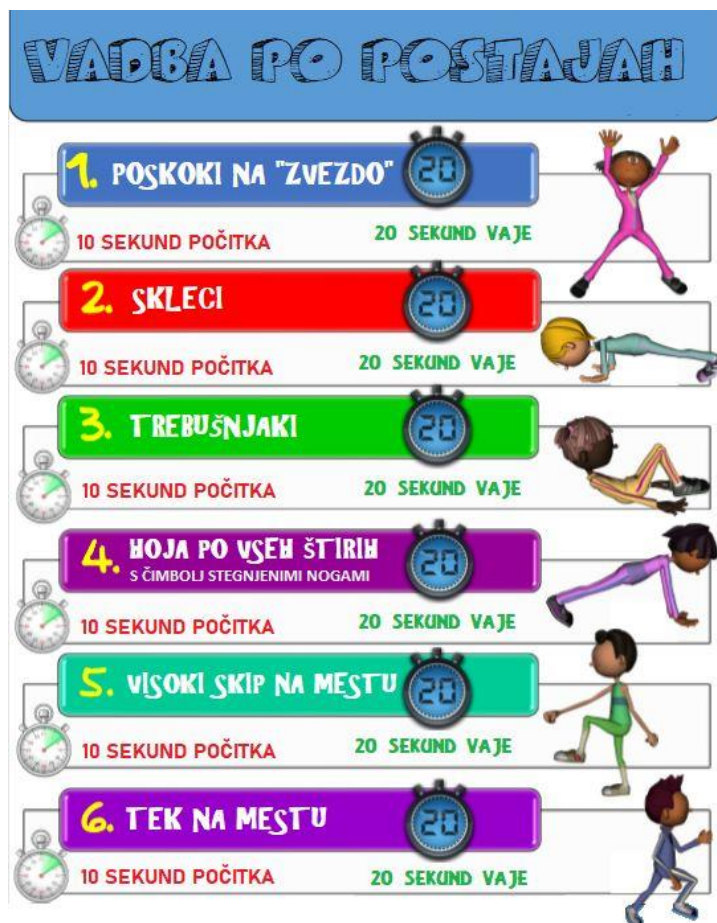 VADBA PO POSTAJAH
1. POSKOKI NA "ZVEZDO" 20
10 SEKUND POČITKA 20 SEKUND VAJE
2. SKLECI 20
10 SEKUND POČITKA 20 SEKUND VAJE
3. TREBUŠNJAKI 20
10 SEKUND POČITKA 20 SEKUND VAJE
4. HOJA PO VSEH ŠTIRIH 20
S ČIMBOLJ STEGNJENIMI NOGAMI
10 SEKUND POČITKA 20 SEKUND VAJE
5. VISOKI SKIP NA MESTU 20
10 SEKUND POČITKA 20 SEKUND VAJE
6. TEK NA MESTU 20
10 SEKUND POČITKA 20 SEKUND VAJE